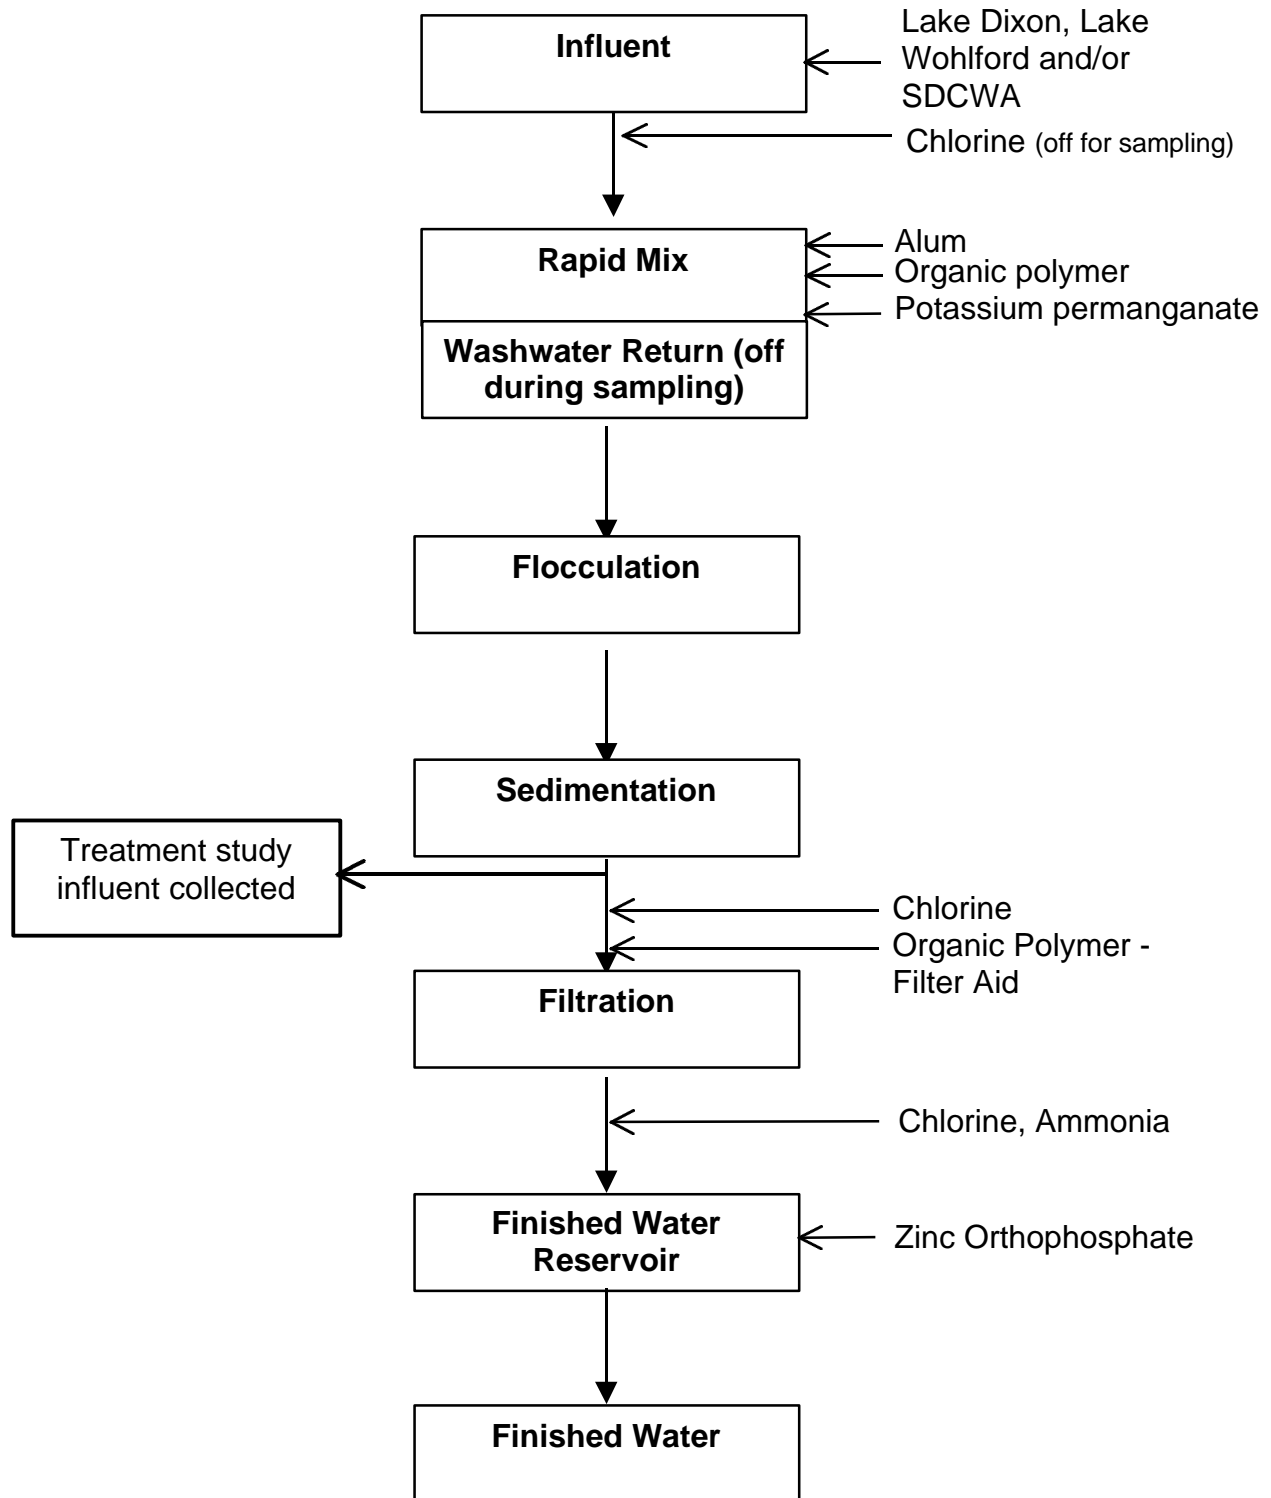 Influent
Lake Dixon, Lake
Wohlford and/or
SDCWA
Chlorine (off for sampling)
Rapid Mix
Alum
Organic polymer
Potassium permanganate
Washwater Return (off
during sampling)
Flocculation
Sedimentation
Treatment study
influent collected
Chlorine
Organic Polymer -
Filter Aid
Filtration
Chlorine, Ammonia
Finished Water
Reservoir
Zinc Orthophosphate
Finished Water